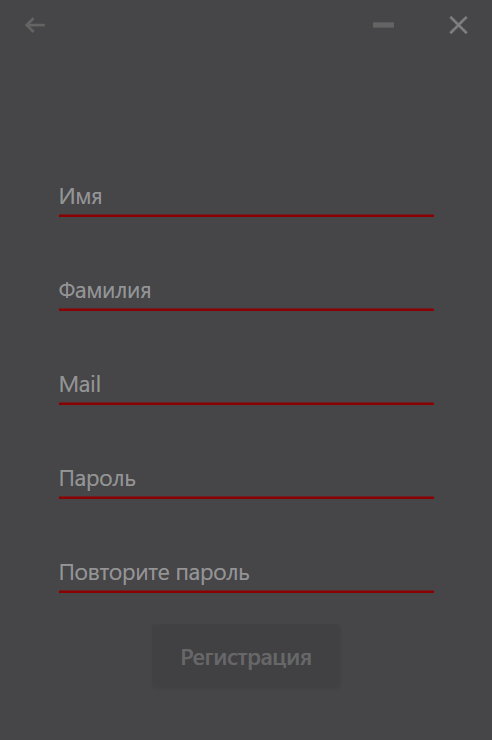 Имя
Фамилия
Mail
Пароль
Повторите пароль
Регистрация